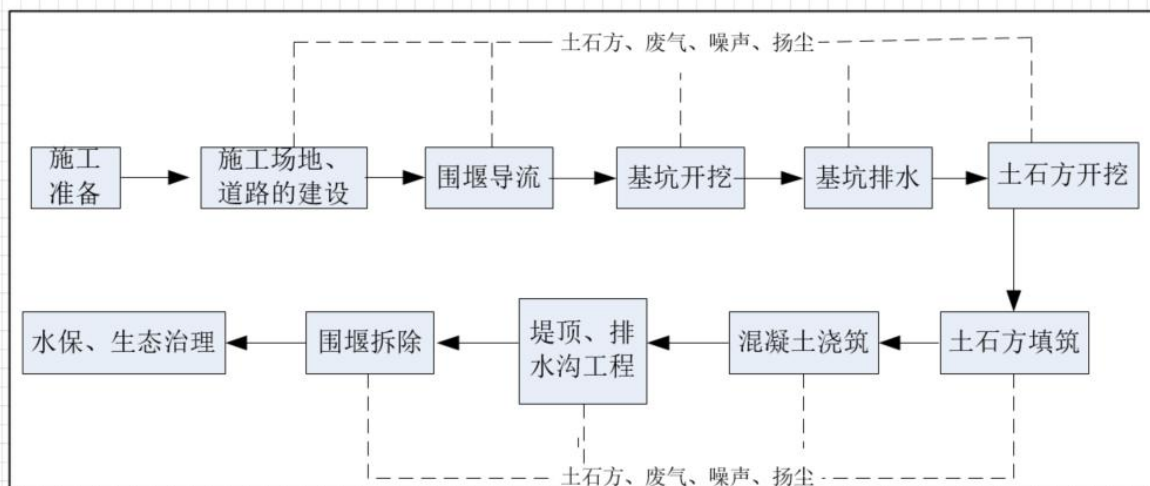 土石方、废气、噪声、扬尘
施工
准备
施工场地、
道路的建设
围堰导流
基坑开挖
基坑排水
土石方开挖
土石方填筑
混凝土浇筑
堤顶、排
水沟工程
围堰拆除
水保、生态治理
土石方、废气、噪声、扬尘